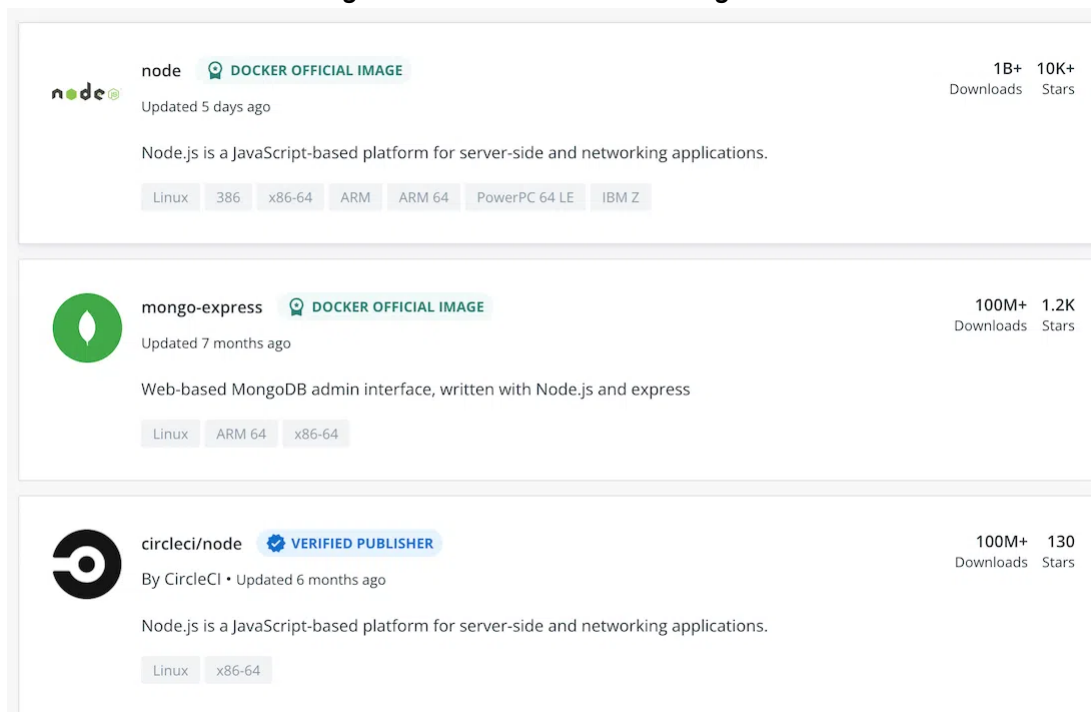 node DOCKER OFFICIAL IMAGE 1B+ 10K+
Updated 5 days ago Downloads Stars
node JS
Node.js is a JavaScript-based platform for server-side and networking applications.
Linux 386 x86-64 ARM ARM 64 PowerPC 64 LE IBM Z
mongo-express DOCKER OFFICIAL IMAGE 100M+ 1.2K
Updated 7 months ago Downloads Stars
Web-based MongoDB admin interface, written with Node.js and express
Linux ARM 64 x86-64
circleci/node VERIFIED PUBLISHER 100M+ 130
By CircleCI • Updated 6 months ago Downloads Stars
Node.js is a JavaScript-based platform for server-side and networking applications.
Linux x86-64